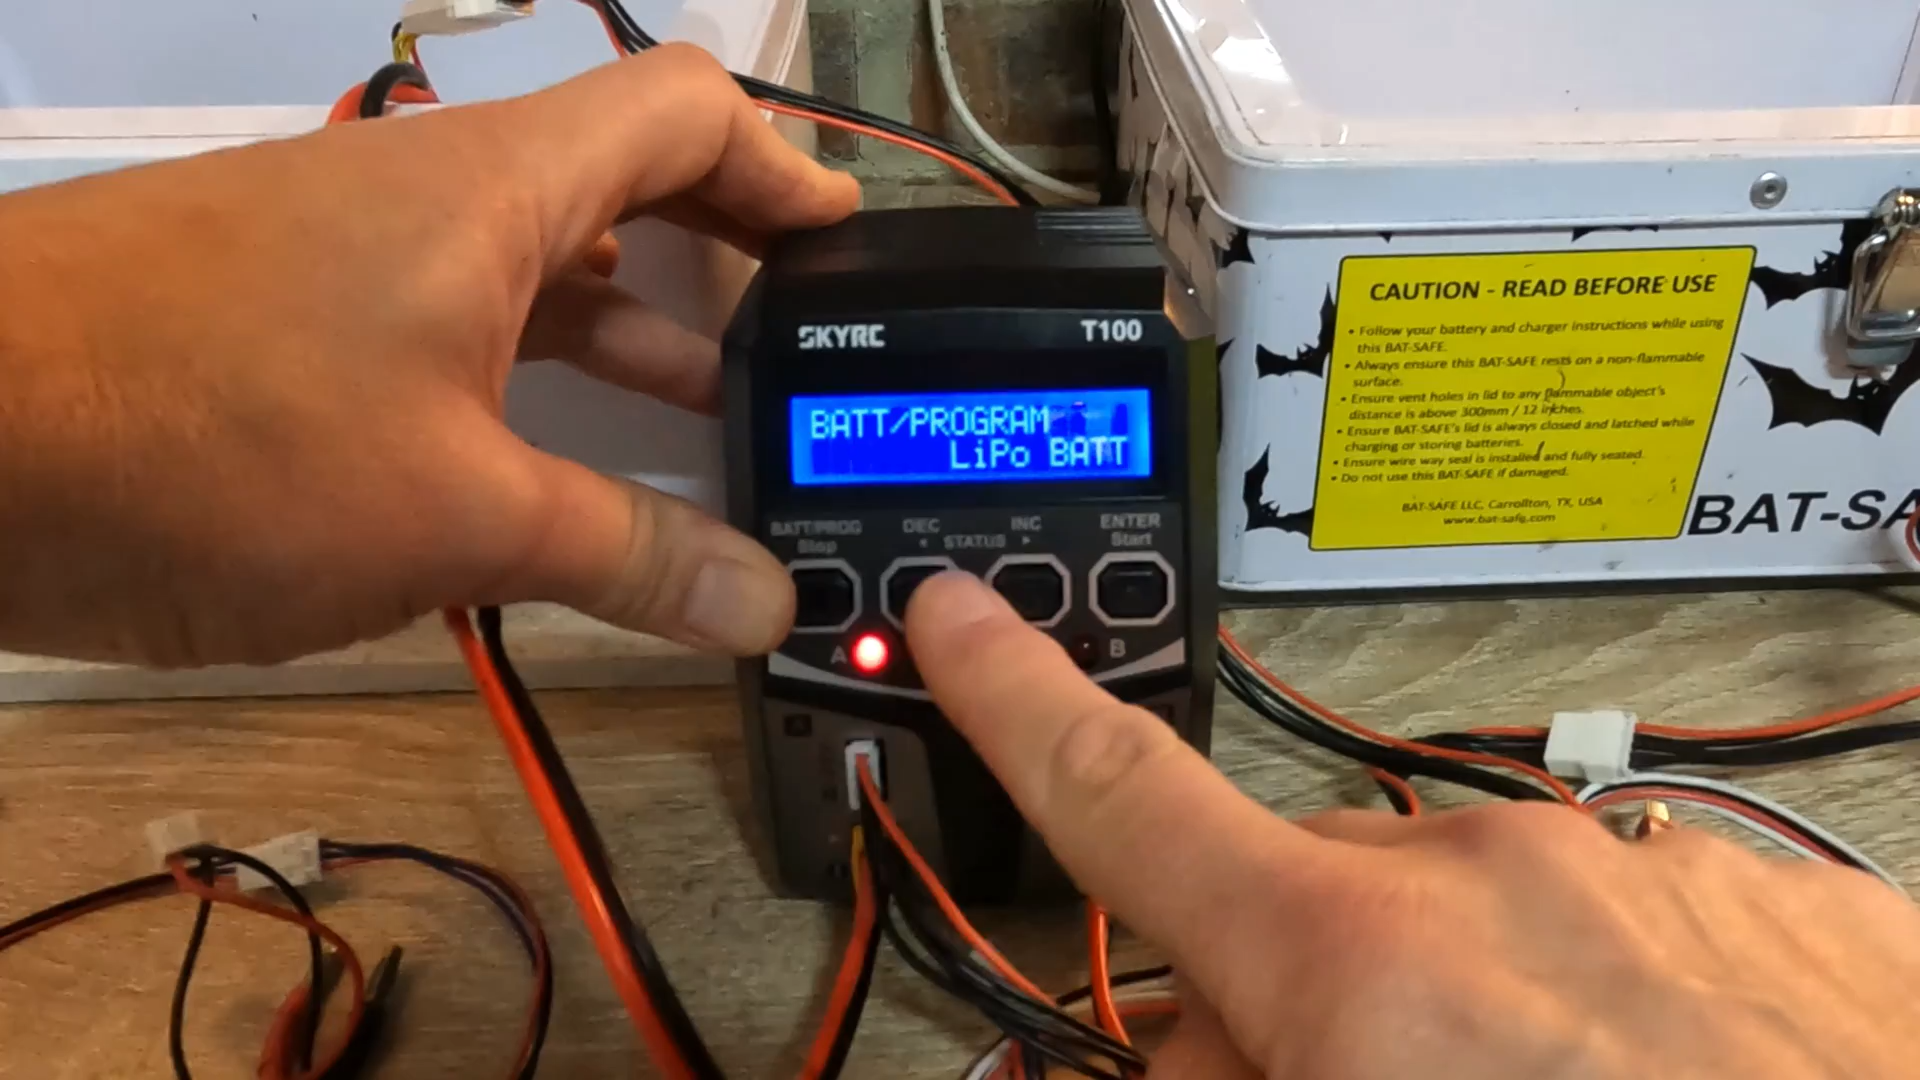 SKYRC T100
BATT/PROGRAM
LiPo BATT
BATT/PROG DEC INC ENTER
Stop ◂ STATUS ▸ Start
A B
CAUTION - READ BEFORE USE
• Follow your battery and charger instructions while using
this BAT-SAFE.
• Always ensure this BAT-SAFE rests on a non-flammable
surface.
• Ensure vent holes in lid to any flammable object's
distance is above 300mm / 12 inches.
• Ensure BAT-SAFE's lid is always closed and latched while
charging or storing batteries.
• Ensure wire way seal is installed and fully seated.
• Do not use this BAT-SAFE if damaged.
BAT-SAFE LLC, Carrollton, TX, USA
www.bat-safe.com
BAT-SA